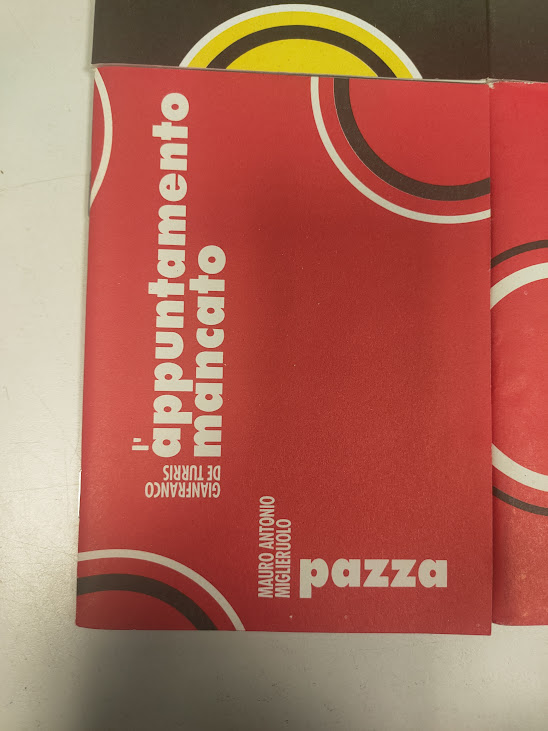 l'appuntamento
mancato
GIANFRANCO
DE TURRIS
MAURO ANTONIO
MIGLIERUOLO
pazza